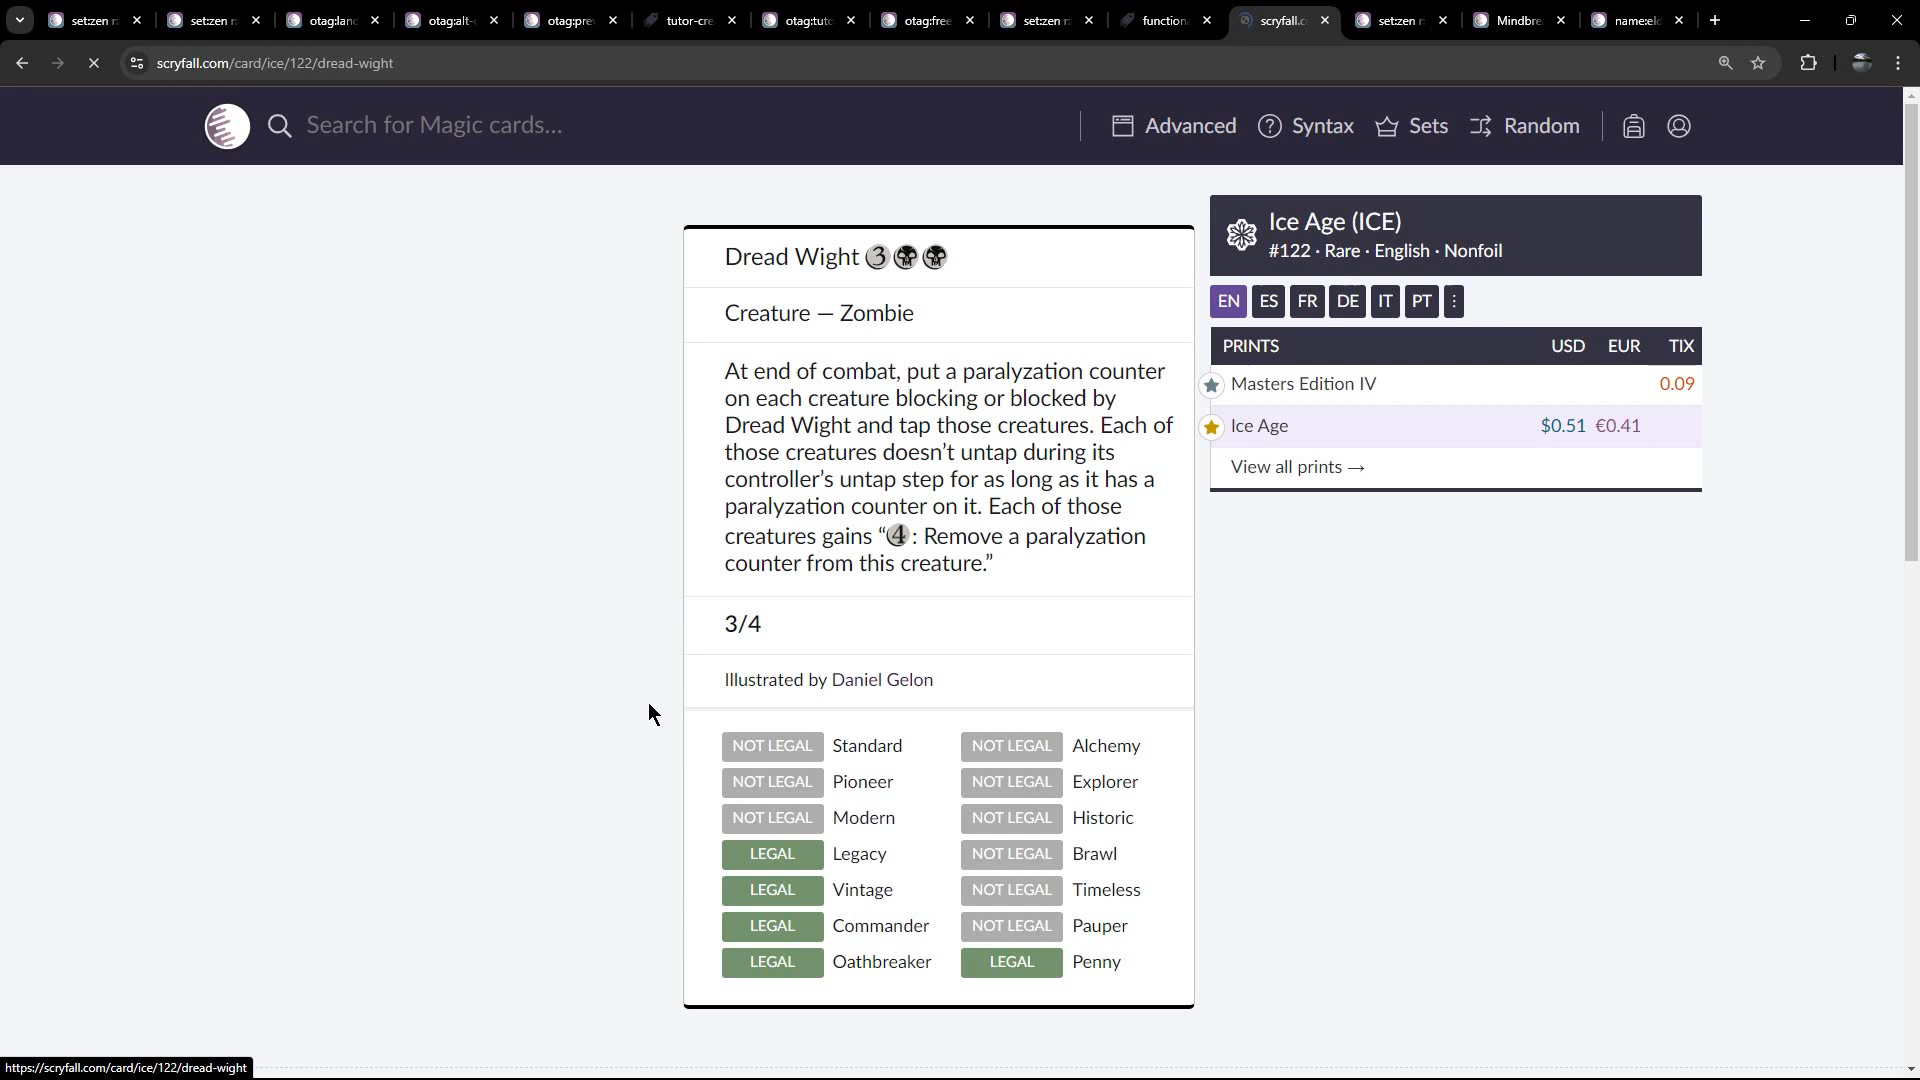 setzen r
setzen r
otag:lan
otag:alt-
otag:pre
tutor-cre
otag:tuto
otag:free
setzen r
function
scryfall.c
setzen r
Mindbre
name:el
scryfall.com/card/ice/122/dread-wight
Search for Magic cards...
Advanced
Syntax
Sets
Random
Dread Wight 3
Creature — Zombie
At end of combat, put a paralyzation counter
on each creature blocking or blocked by
Dread Wight and tap those creatures. Each of
those creatures doesn’t untap during its
controller’s untap step for as long as it has a
paralyzation counter on it. Each of those
creatures gains “4: Remove a paralyzation
counter from this creature.”
3/4
Illustrated by Daniel Gelon
NOT LEGAL Standard NOT LEGAL Alchemy
NOT LEGAL Pioneer NOT LEGAL Explorer
NOT LEGAL Modern NOT LEGAL Historic
LEGAL Legacy NOT LEGAL Brawl
LEGAL Vintage NOT LEGAL Timeless
LEGAL Commander NOT LEGAL Pauper
LEGAL Oathbreaker LEGAL Penny
Ice Age (ICE)
#122 · Rare · English · Nonfoil
EN ES FR DE IT PT
PRINTS USD EUR TIX
Masters Edition IV 0.09
Ice Age $0.51 €0.41
View all prints →
https://scryfall.com/card/ice/122/dread-wight